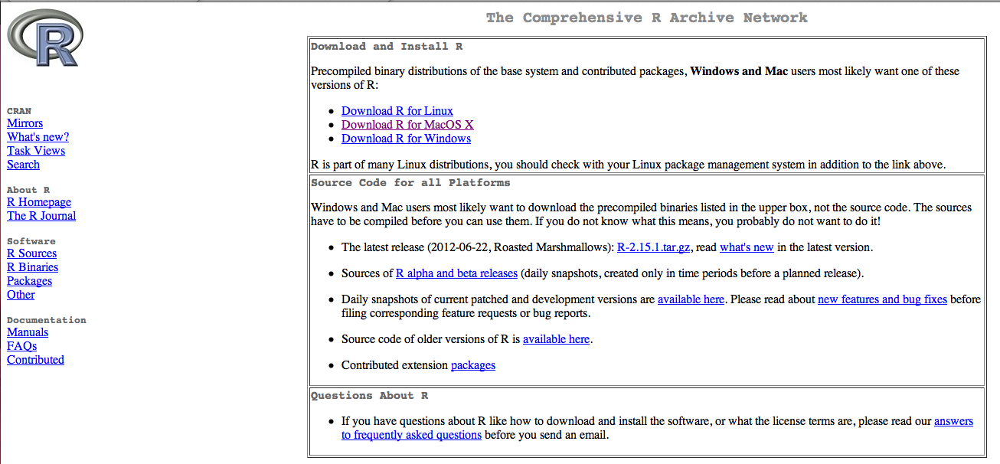 R
The Comprehensive R Archive Network
CRAN
Mirrors
What's new?
Task Views
Search
About R
R Homepage
The R Journal
Software
R Sources
R Binaries
Packages
Other
Documentation
Manuals
FAQs
Contributed
Download and Install R
Precompiled binary distributions of the base system and contributed packages, Windows and Mac users most likely want one of these
versions of R:
• Download R for Linux
• Download R for MacOS X
• Download R for Windows
R is part of many Linux distributions, you should check with your Linux package management system in addition to the link above.
Source Code for all Platforms
Windows and Mac users most likely want to download the precompiled binaries listed in the upper box, not the source code. The sources
have to be compiled before you can use them. If you do not know what this means, you probably do not want to do it!
• The latest release (2012-06-22, Roasted Marshmallows): R-2.15.1.tar.gz, read what's new in the latest version.
• Sources of R alpha and beta releases (daily snapshots, created only in time periods before a planned release).
• Daily snapshots of current patched and development versions are available here. Please read about new features and bug fixes before
filing corresponding feature requests or bug reports.
• Source code of older versions of R is available here.
• Contributed extension packages
Questions About R
• If you have questions about R like how to download and install the software, or what the license terms are, please read our answers
to frequently asked questions before you send an email.